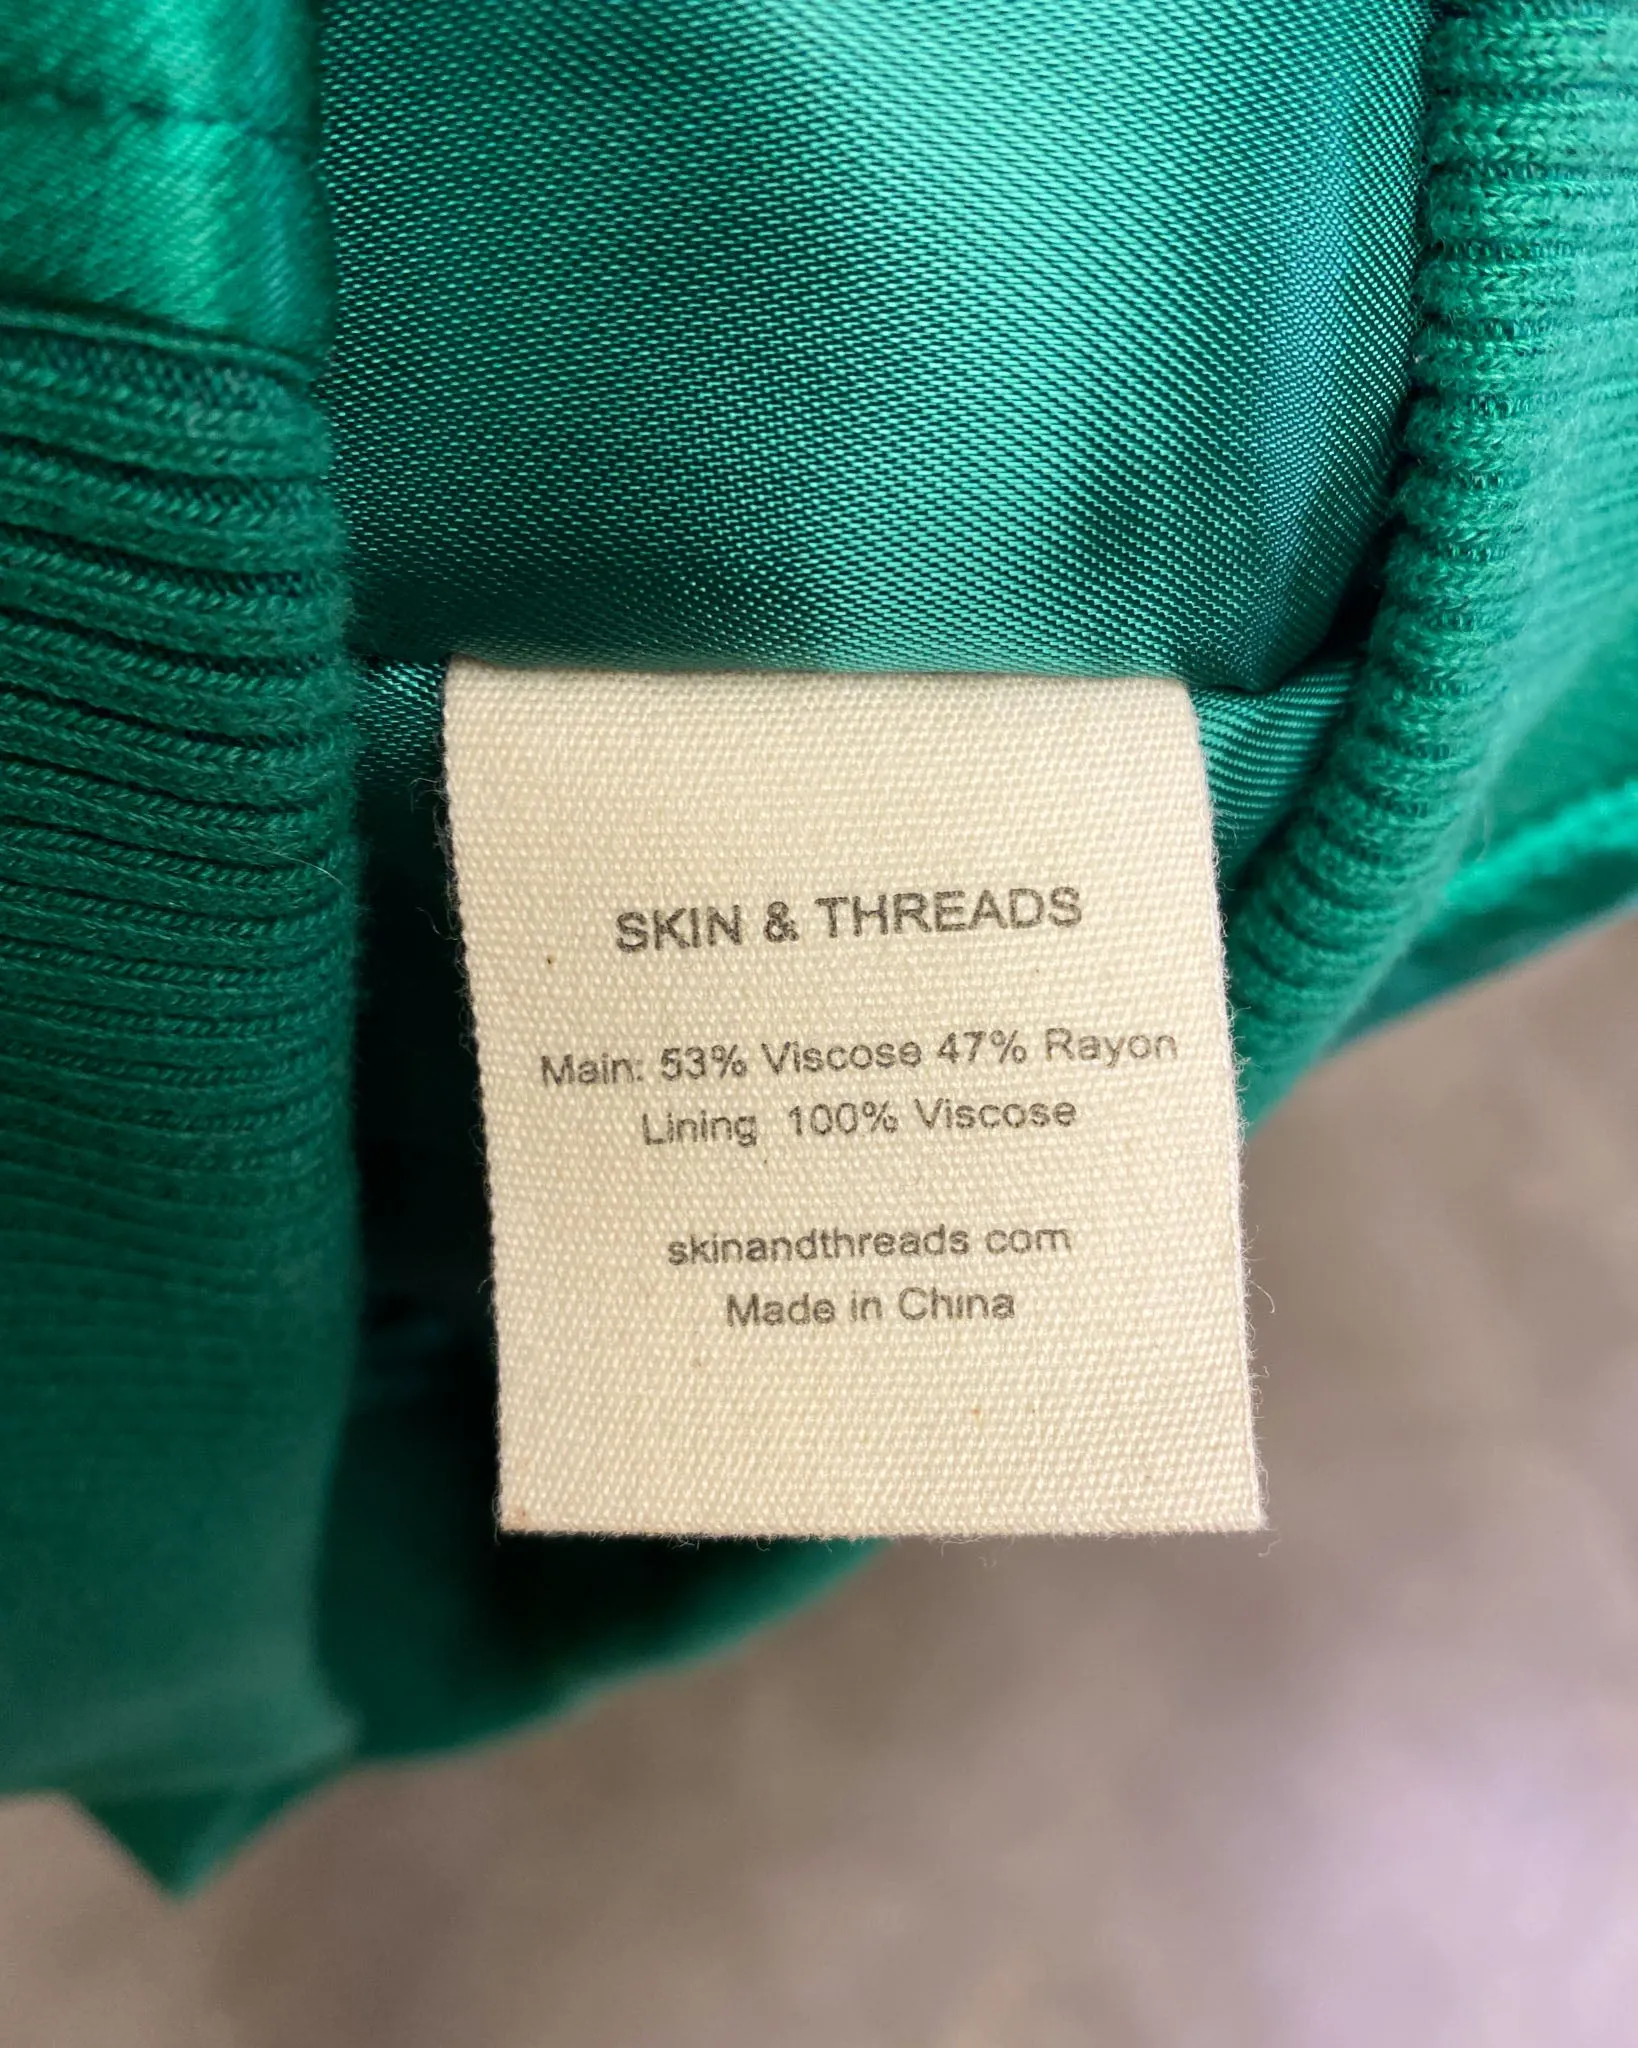 SKIN & THREADS
Main: 53% Viscose 47% Rayon
Lining 100% Viscose
skinandthreads com
Made in China